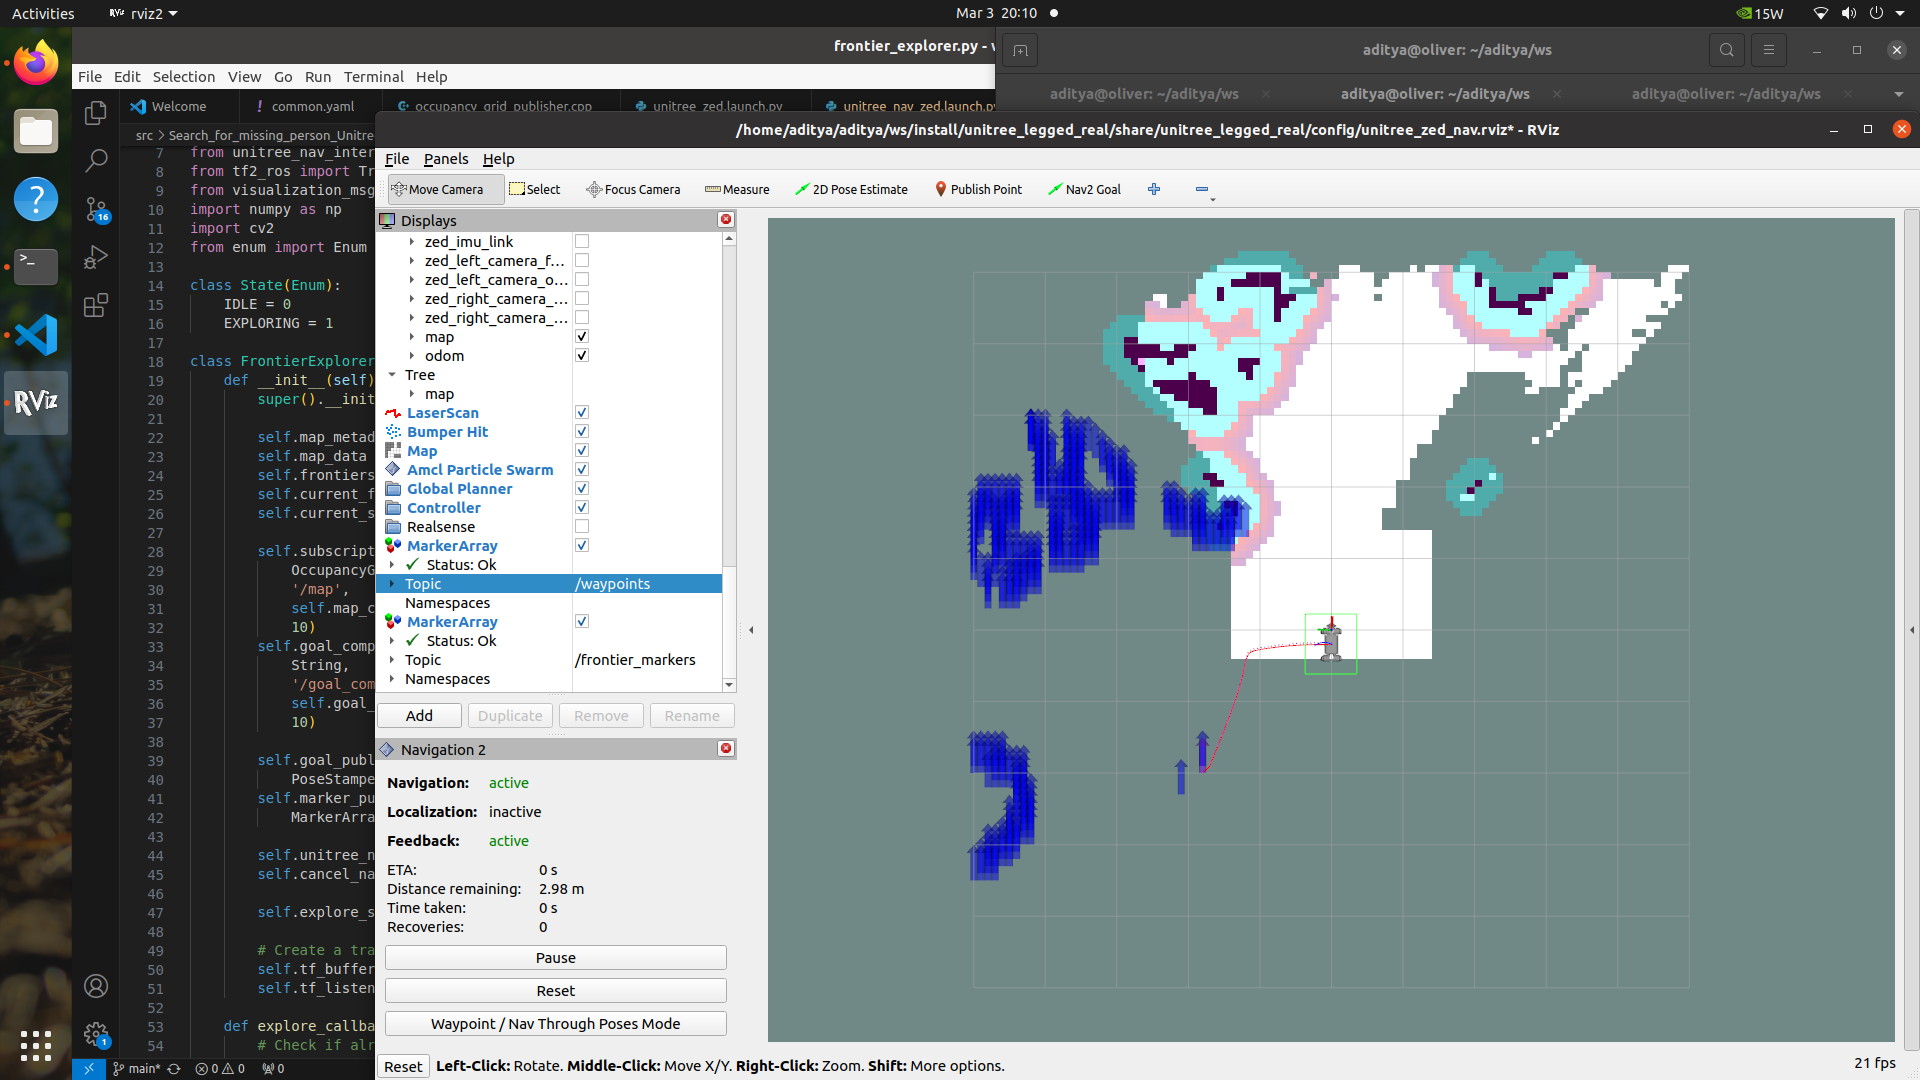 Activities
rviz2
Mar 3 20:10
15W
frontier_explorer.py -
aditya@oliver: ~/aditya/ws
File Edit Selection View Go Run Terminal Help
aditya@oliver: ~/aditya/ws
aditya@oliver: ~/aditya/ws
aditya@oliver: ~/aditya/ws
Welcome
common.yaml
occupancy_grid_publisher.cpp
unitree_zed.launch.py
unitree_nav_zed.launch.py
src > Search_for_missing_person_Unitre
7 from unitree_nav_inter
8 from tf2_ros import Tr
9 from visualization_msg
10 import numpy as np
11 import cv2
12 from enum import Enum
13
14 class State(Enum):
15 IDLE = 0
16 EXPLORING = 1
17
18 class FrontierExplorer
19 def __init__(self)
20 super().__init
21
22 self.map_metad
23 self.map_data
24 self.frontiers
25 self.current_f
26 self.current_s
27
28 self.subscript
29 OccupancyG
30 '/map',
31 self.map_c
32 10)
33 self.goal_comp
34 String,
35 '/goal_com
36 self.goal_
37 10)
38
39 self.goal_publ
40 PoseStampe
41 self.marker_pu
42 MarkerArra
43
44 self.unitree_n
45 self.cancel_na
46
47 self.explore_s
48
49
50 # Create a tra
50 self.tf_buffer
51 self.tf_listen
52
53 def explore_callba
54 # Check if alr
16
1
main* 0 0 0
/home/aditya/aditya/ws/install/unitree_legged_real/share/unitree_legged_real/config/unitree_zed_nav.rviz* - RViz
File Panels Help
Move Camera Select Focus Camera Measure 2D Pose Estimate Publish Point Nav2 Goal
Displays
zed_imu_link
zed_left_camera_f...
zed_left_camera_o...
zed_right_camera_...
zed_right_camera_...
map
odom
Tree
map
LaserScan
Bumper Hit
Map
Amcl Particle Swarm
Global Planner
Controller
Realsense
MarkerArray
Status: Ok
Topic /waypoints
Namespaces
MarkerArray
Status: Ok
Topic /frontier_markers
Namespaces
Add Duplicate Remove Rename
Navigation 2
Navigation: active
Localization: inactive
Feedback: active
ETA: 0 s
Distance remaining: 2.98 m
Time taken: 0 s
Recoveries: 0
Pause
Reset
Waypoint / Nav Through Poses Mode
Reset
Left-Click: Rotate. Middle-Click: Move X/Y. Right-Click: Zoom. Shift: More options.
21 fps
RViz